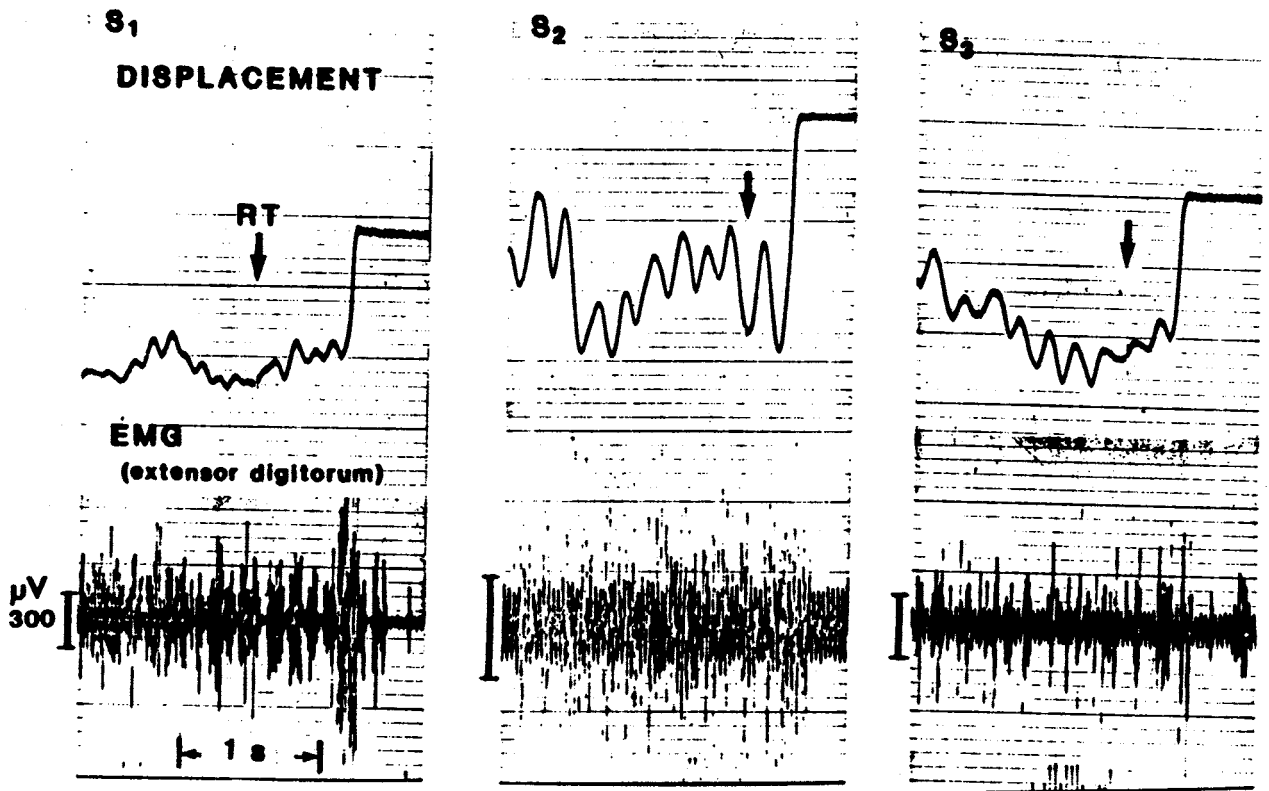 S₁
DISPLACEMENT
RT
EMG
(extensor digitorum)
µV
300
1 s
S₂
S₃